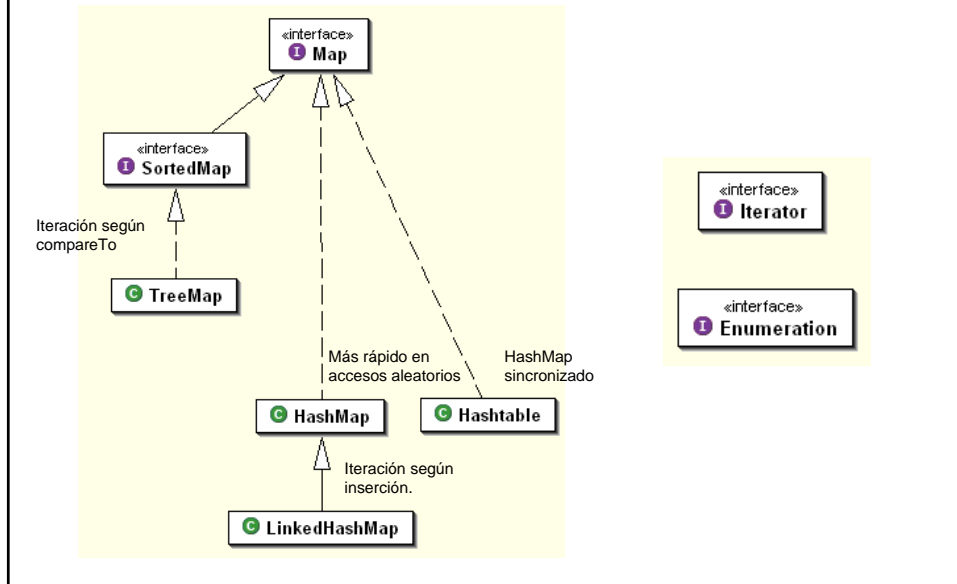 «interface»
I Map
«interface»
I SortedMap
Iteración según
compareTo
C TreeMap
Más rápido en
accesos aleatorios
HashMap
sincronizado
C HashMap
C Hashtable
Iteración según
inserción.
C LinkedHashMap
«interface»
I Iterator
«interface»
I Enumeration